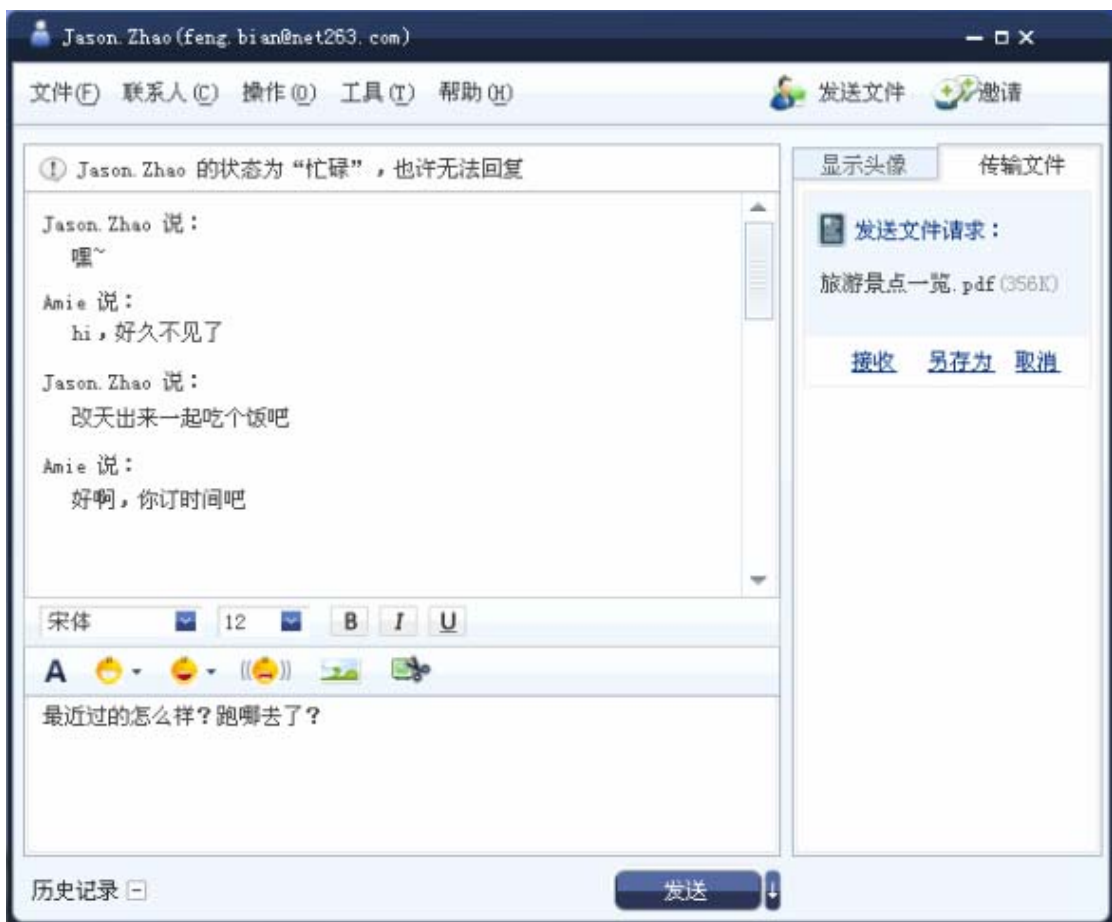 Jason.Zhao(feng.bian@net263.com)
文件(F) 联系人(C) 操作(O) 工具(T) 帮助(H) 发送文件 邀请
Jason.Zhao 的状态为“忙碌”，也许无法回复
Jason.Zhao 说：
嘿~
Amie 说：
hi，好久不见了
Jason.Zhao 说：
改天出来一起吃个饭吧
Amie 说：
好啊，你订时间吧
显示头像 传输文件
发送文件请求：
旅游景点一览.pdf(356K)
接收 另存为 取消
宋体 12 B I U
A
最近过的怎么样？跑哪去了？
历史记录 发送